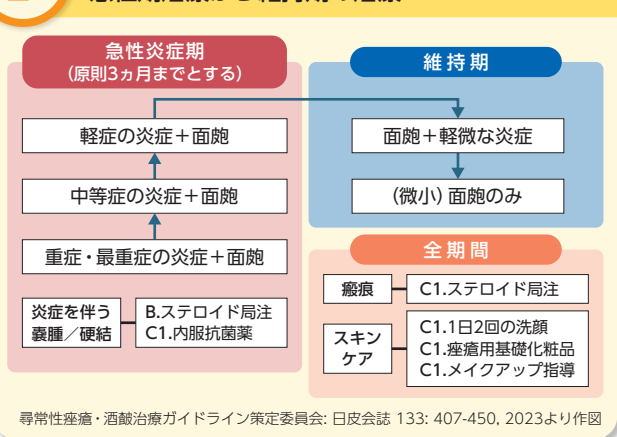 急性炎症期
(原則3ヵ月までとする)
軽症の炎症＋面皰
中等症の炎症＋面皰
重症・最重症の炎症＋面皰
炎症を伴う
嚢腫／硬結
B.ステロイド局注
C1.内服抗菌薬
維持期
面皰＋軽微な炎症
(微小) 面皰のみ
全期間
瘢痕
C1.ステロイド局注
スキン
ケア
C1.1日2回の洗顔
C1.痤瘡用基礎化粧品
C1.メイクアップ指導
尋常性痤瘡・酒皶治療ガイドライン策定委員会: 日皮会誌 133: 407-450, 2023より作図